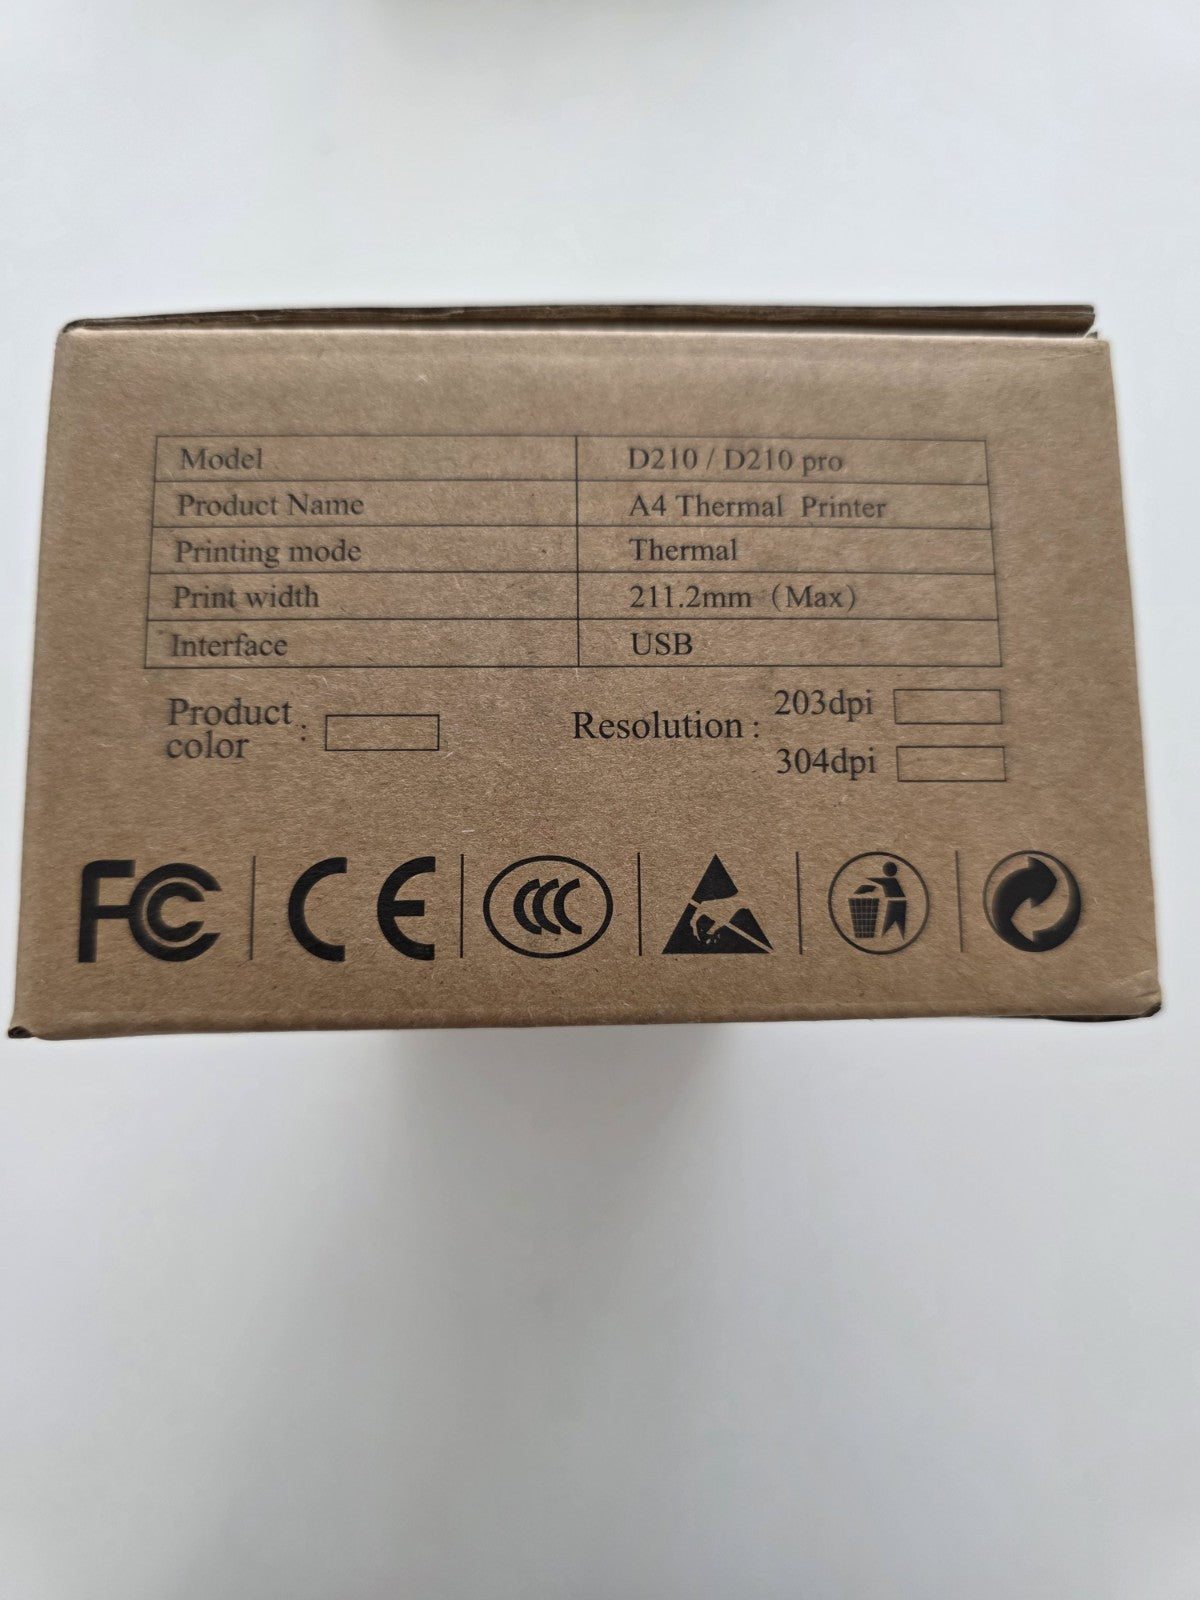 Model D210 / D210 pro
Product Name A4 Thermal Printer
Printing mode Thermal
Print width 211.2mm（Max）
Interface USB
Product color :
Resolution : 203dpi
304dpi
FC CE CCC